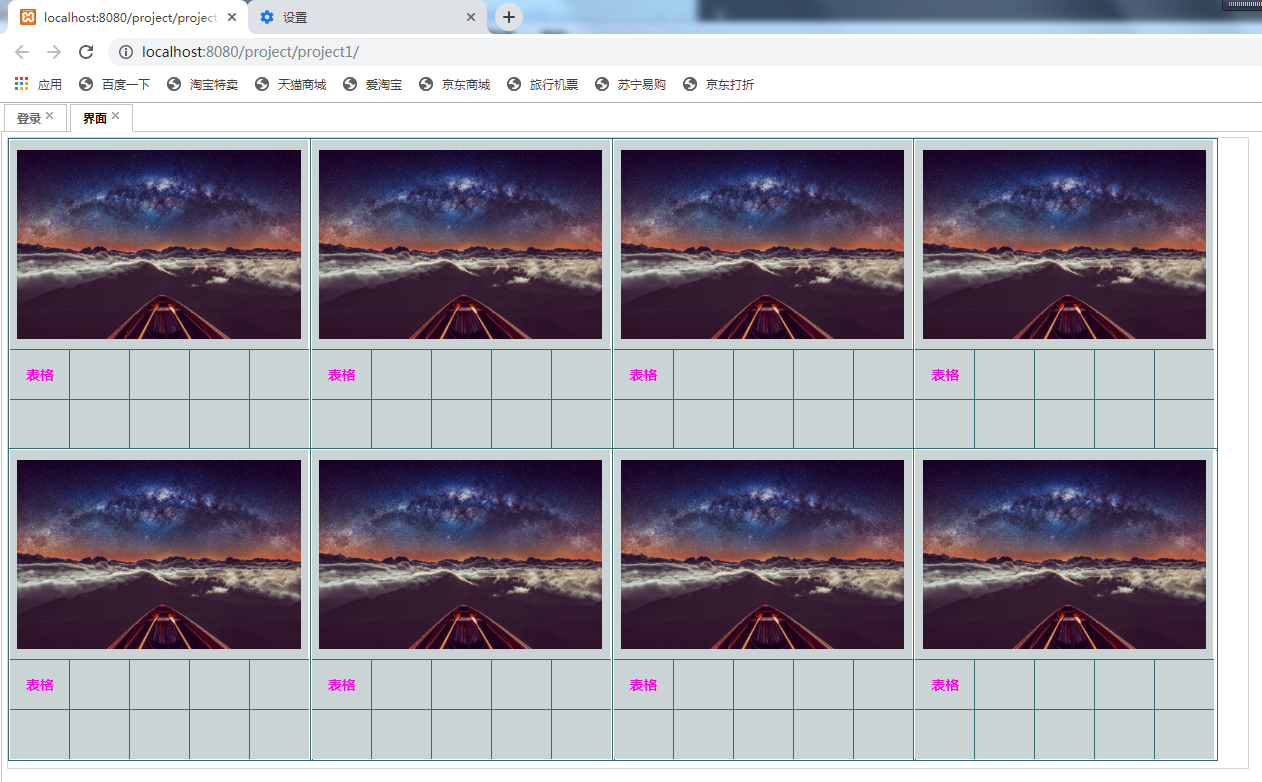 localhost:8080/project/project
设置
localhost:8080/project/project1/
应用 百度一下 淘宝特卖 天猫商城 爱淘宝 京东商城 旅行机票 苏宁易购 京东打折
登录 界面
表格 表格 表格 表格
表格 表格 表格 表格